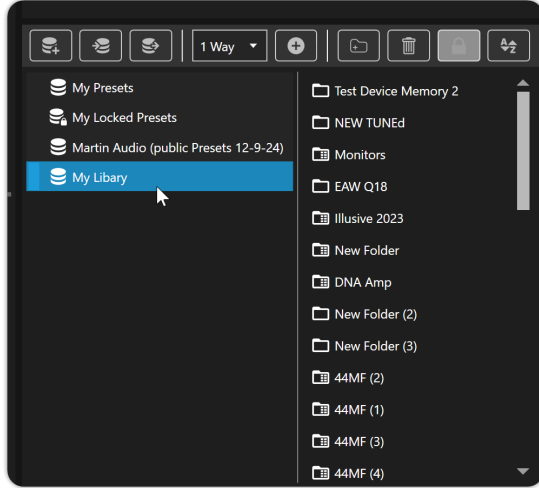 1 Way
A Z
My Presets
My Locked Presets
Martin Audio (public Presets 12-9-24)
My Libary
Test Device Memory 2
NEW TUNEd
Monitors
EAW Q18
Illusive 2023
New Folder
DNA Amp
New Folder (2)
New Folder (3)
44MF (2)
44MF (1)
44MF (3)
44MF (4)